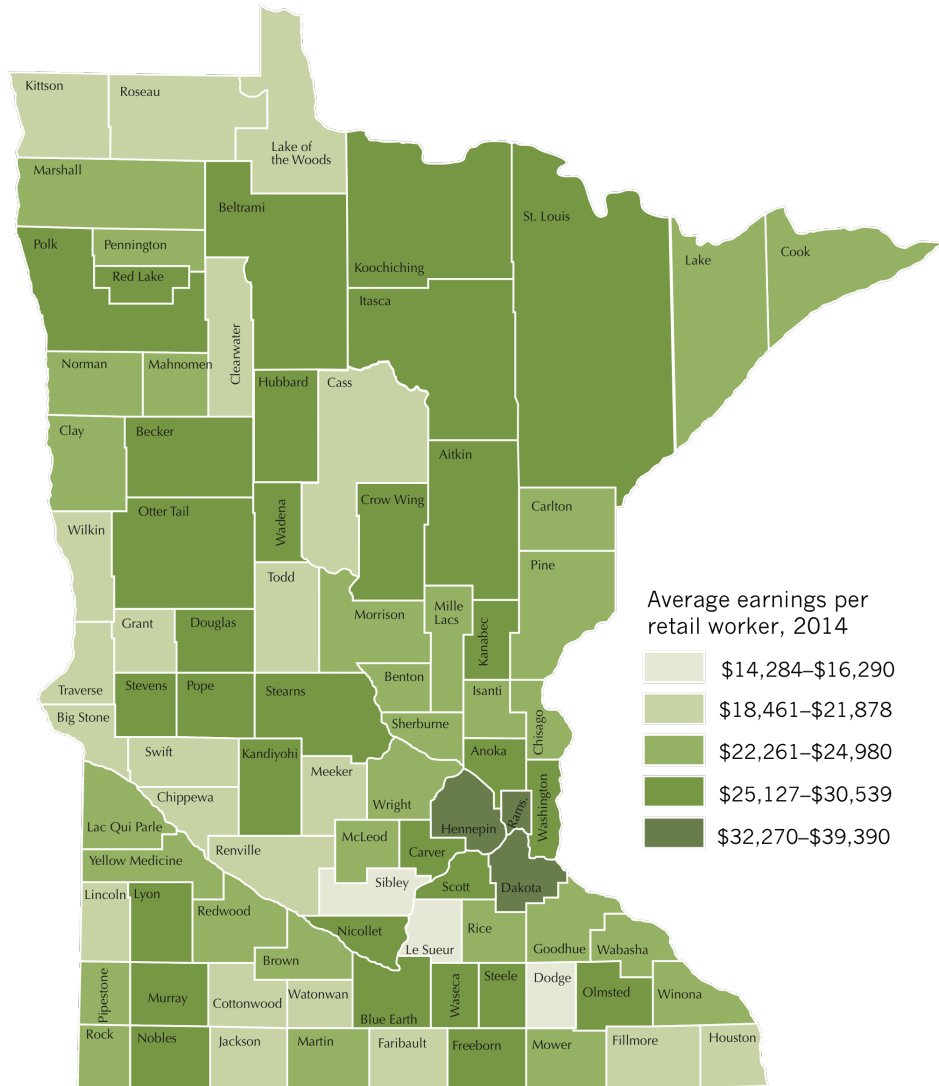 Kittson
Roseau
Lake of
the Woods
Marshall
Beltrami
St. Louis
Polk
Pennington
Koochiching
Lake
Cook
Red Lake
Itasca
Clearwater
Norman
Mahnomen
Hubbard
Cass
Clay
Becker
Aitkin
Crow Wing
Carlton
Otter Tail
Wadena
Wilkin
Pine
Todd
Morrison
Mille
Lacs
Kanabec
Grant
Douglas
Average earnings per
retail worker, 2014
$14,284–$16,290
$18,461–$21,878
$22,261–$24,980
$25,127–$30,539
$32,270–$39,390
Traverse
Stevens
Pope
Stearns
Benton
Isanti
Big Stone
Sherburne
Chisago
Swift
Kandiyohi
Anoka
Meeker
Chippewa
Wright
Washington
Rams.
Lac Qui Parle
Hennepin
McLeod
Renville
Carver
Yellow Medicine
Sibley
Scott
Dakota
Lincoln
Lyon
Redwood
Nicollet
Rice
Le Sueur
Goodhue
Wabasha
Brown
Pipestone
Murray
Cottonwood
Watonwan
Blue Earth
Waseca
Steele
Dodge
Olmsted
Winona
Rock
Nobles
Jackson
Martin
Faribault
Freeborn
Mower
Fillmore
Houston